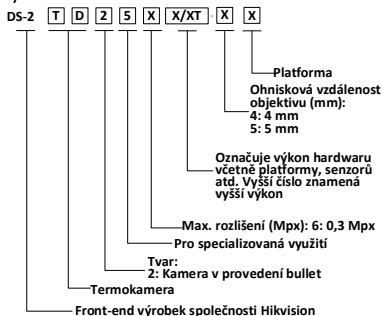 DS-2 T D 2 5 X X/XT - X X
Platforma
Ohnisková vzdálenost
objektivu (mm):
4: 4 mm
5: 5 mm
Označuje výkon hardwaru
včetně platformy, senzorů
atd. Vyšší číslo znamená
vyšší výkon
Max. rozlišení (Mpx): 6: 0,3 Mpx
Pro specializovaná využití
Tvar:
2: Kamera v provedení bullet
Termokamera
Front-end výrobek společnosti Hikvision